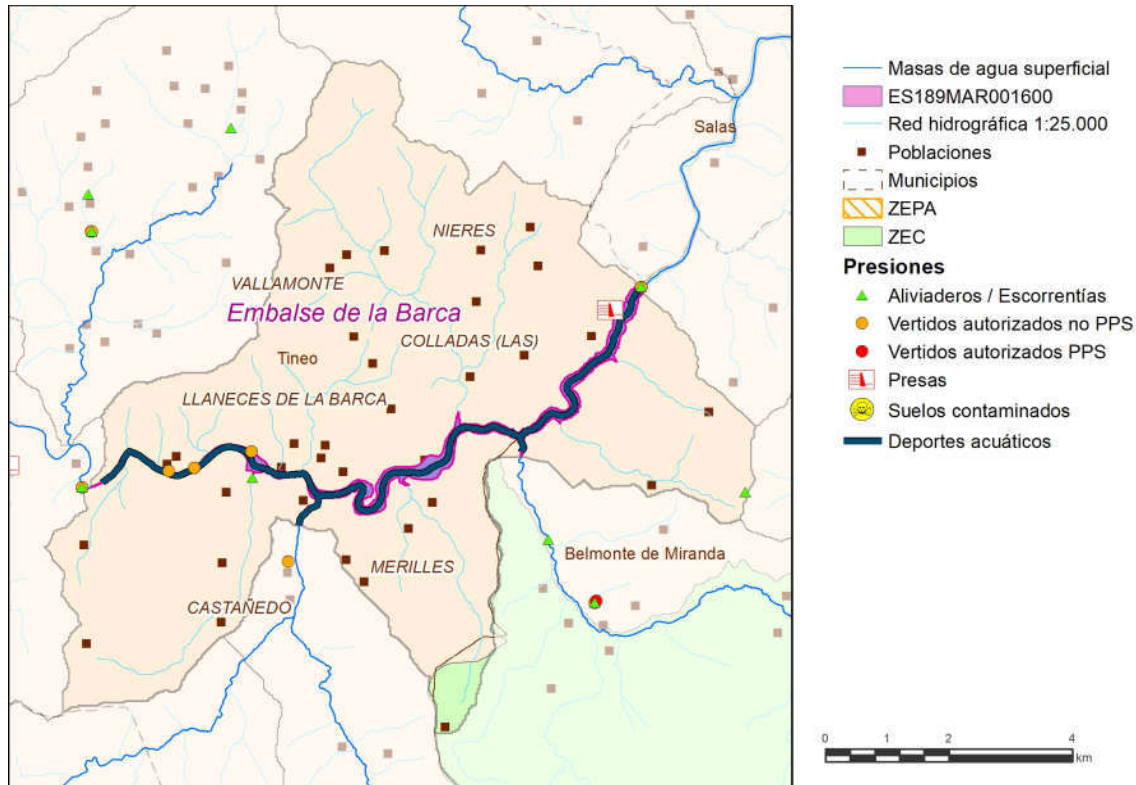 Salas
NIERES
VALLAMONTE
Embalse de la Barca
COLLADAS (LAS)
Tineo
LLANECES DE LA BARCA
Belmonte de Miranda
MERILLES
CASTAÑEDO
Masas de agua superficial
ES189MAR001600
Red hidrográfica 1:25.000
Poblaciones
Municipios
ZEPA
ZEC
Presiones
Aliviaderos / Escorrentías
Vertidos autorizados no PPS
Vertidos autorizados PPS
Presas
Suelos contaminados
Deportes acuáticos
0 1 2 4
km